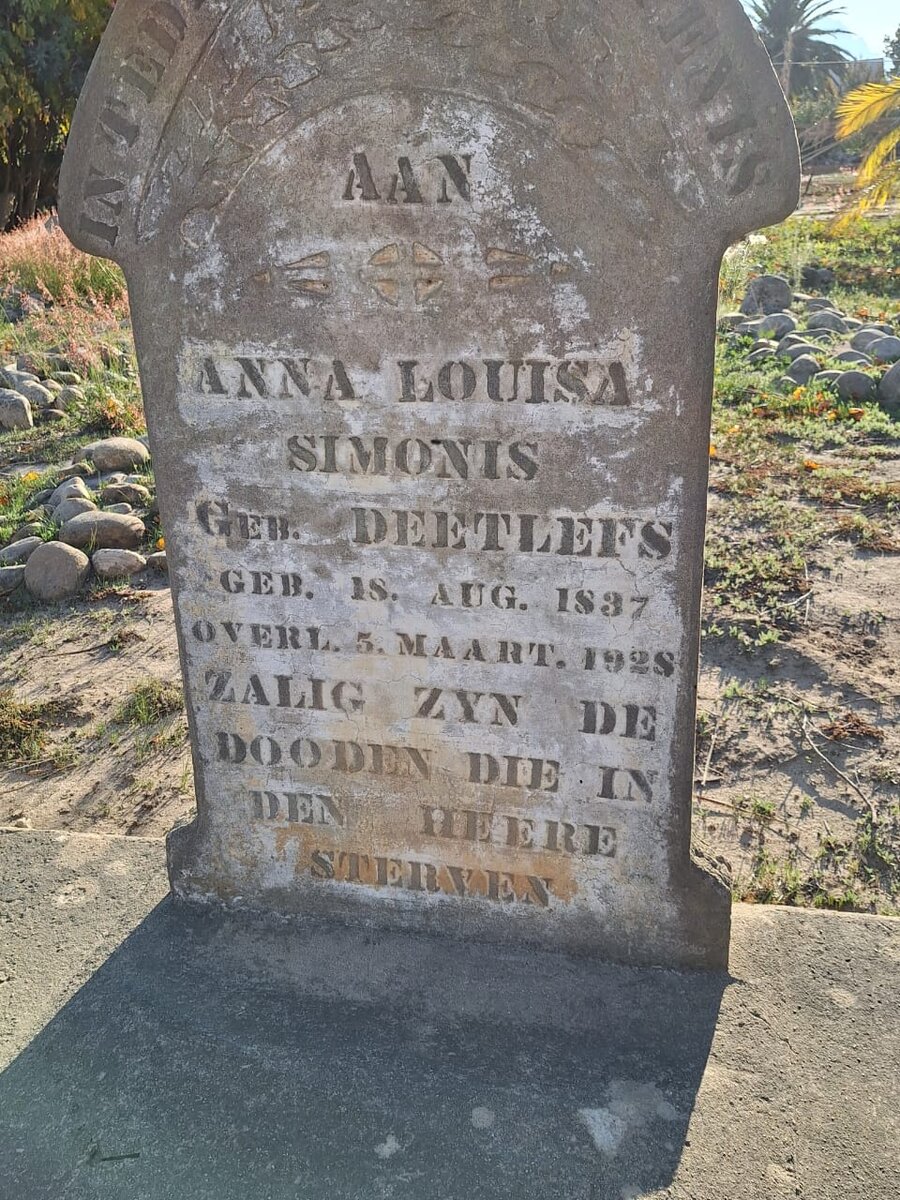 AAN
ANNA LOUISA
SIMONIS
GEB. DEETLEFS
GEB. 18. AUG. 1837
OVERL. 5. MAART. 1928
ZALIG ZYN DE
DOODEN DIE IN
DEN HEERE
STERVEN